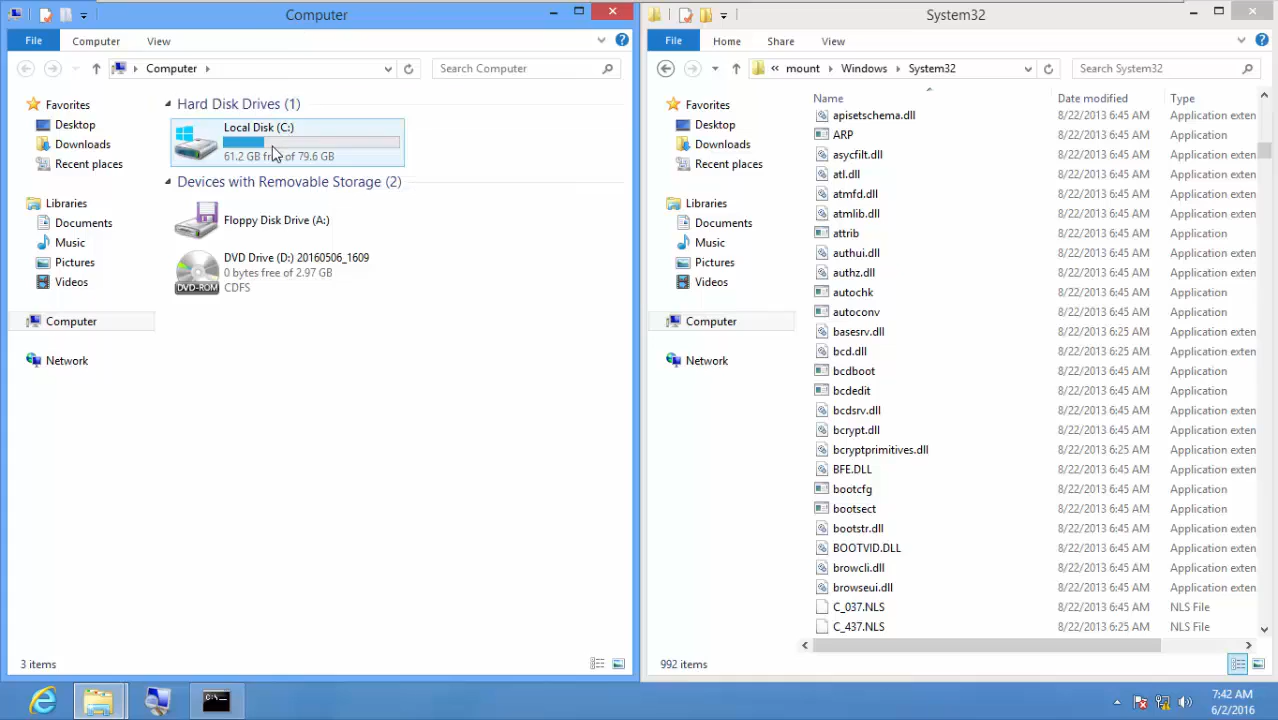 Computer
File
Computer
View
Computer
Search Computer
Favorites
Desktop
Downloads
Recent places
Libraries
Documents
Music
Pictures
Videos
Computer
Network
Hard Disk Drives (1)
Local Disk (C:)
61.2 GB free of 79.6 GB
Devices with Removable Storage (2)
Floppy Disk Drive (A:)
DVD Drive (D:) 20160506_1609
0 bytes free of 2.97 GB
CDFS
DVD-ROM
3 items
System32
File
Home
Share
View
« mount Windows System32
Search System32
Favorites
Desktop
Downloads
Recent places
Libraries
Documents
Music
Pictures
Videos
Computer
Network
Name Date modified Type
apisetschema.dll 8/22/2013 6:45 AM Application exten
ARP 8/22/2013 6:45 AM Application
asycfilt.dll 8/22/2013 6:45 AM Application exten
atl.dll 8/22/2013 6:45 AM Application exten
atmfd.dll 8/22/2013 6:45 AM Application exten
atmlib.dll 8/22/2013 6:45 AM Application exten
attrib 8/22/2013 6:45 AM Application
authui.dll 8/22/2013 6:45 AM Application exten
authz.dll 8/22/2013 6:45 AM Application exten
autochk 8/22/2013 6:45 AM Application
autoconv 8/22/2013 6:45 AM Application
basesrv.dll 8/22/2013 6:25 AM Application exten
bcd.dll 8/22/2013 6:25 AM Application exten
bcdboot 8/22/2013 6:45 AM Application
bcdedit 8/22/2013 6:45 AM Application
bcdsrv.dll 8/22/2013 6:45 AM Application exten
bcrypt.dll 8/22/2013 6:45 AM Application exten
bcryptprimitives.dll 8/22/2013 6:25 AM Application exten
BFE.DLL 8/22/2013 6:45 AM Application exten
bootcfg 8/22/2013 6:45 AM Application
bootsect 8/22/2013 6:45 AM Application
bootstr.dll 8/22/2013 6:45 AM Application exten
BOOTVID.DLL 8/22/2013 6:45 AM Application exten
browcli.dll 8/22/2013 6:45 AM Application exten
browseui.dll 8/22/2013 6:45 AM Application exten
C_037.NLS 8/22/2013 6:45 AM NLS File
C_437.NLS 8/22/2013 6:25 AM NLS File
992 items
7:42 AM
6/2/2016